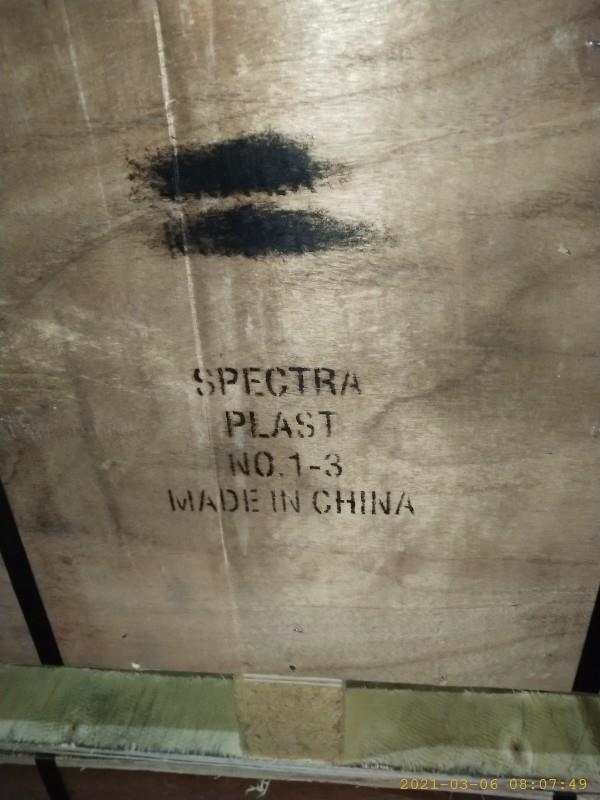 SPECTRA
PLAST
NO.1-3
MADE IN CHINA
2021-03-06 08:07:49